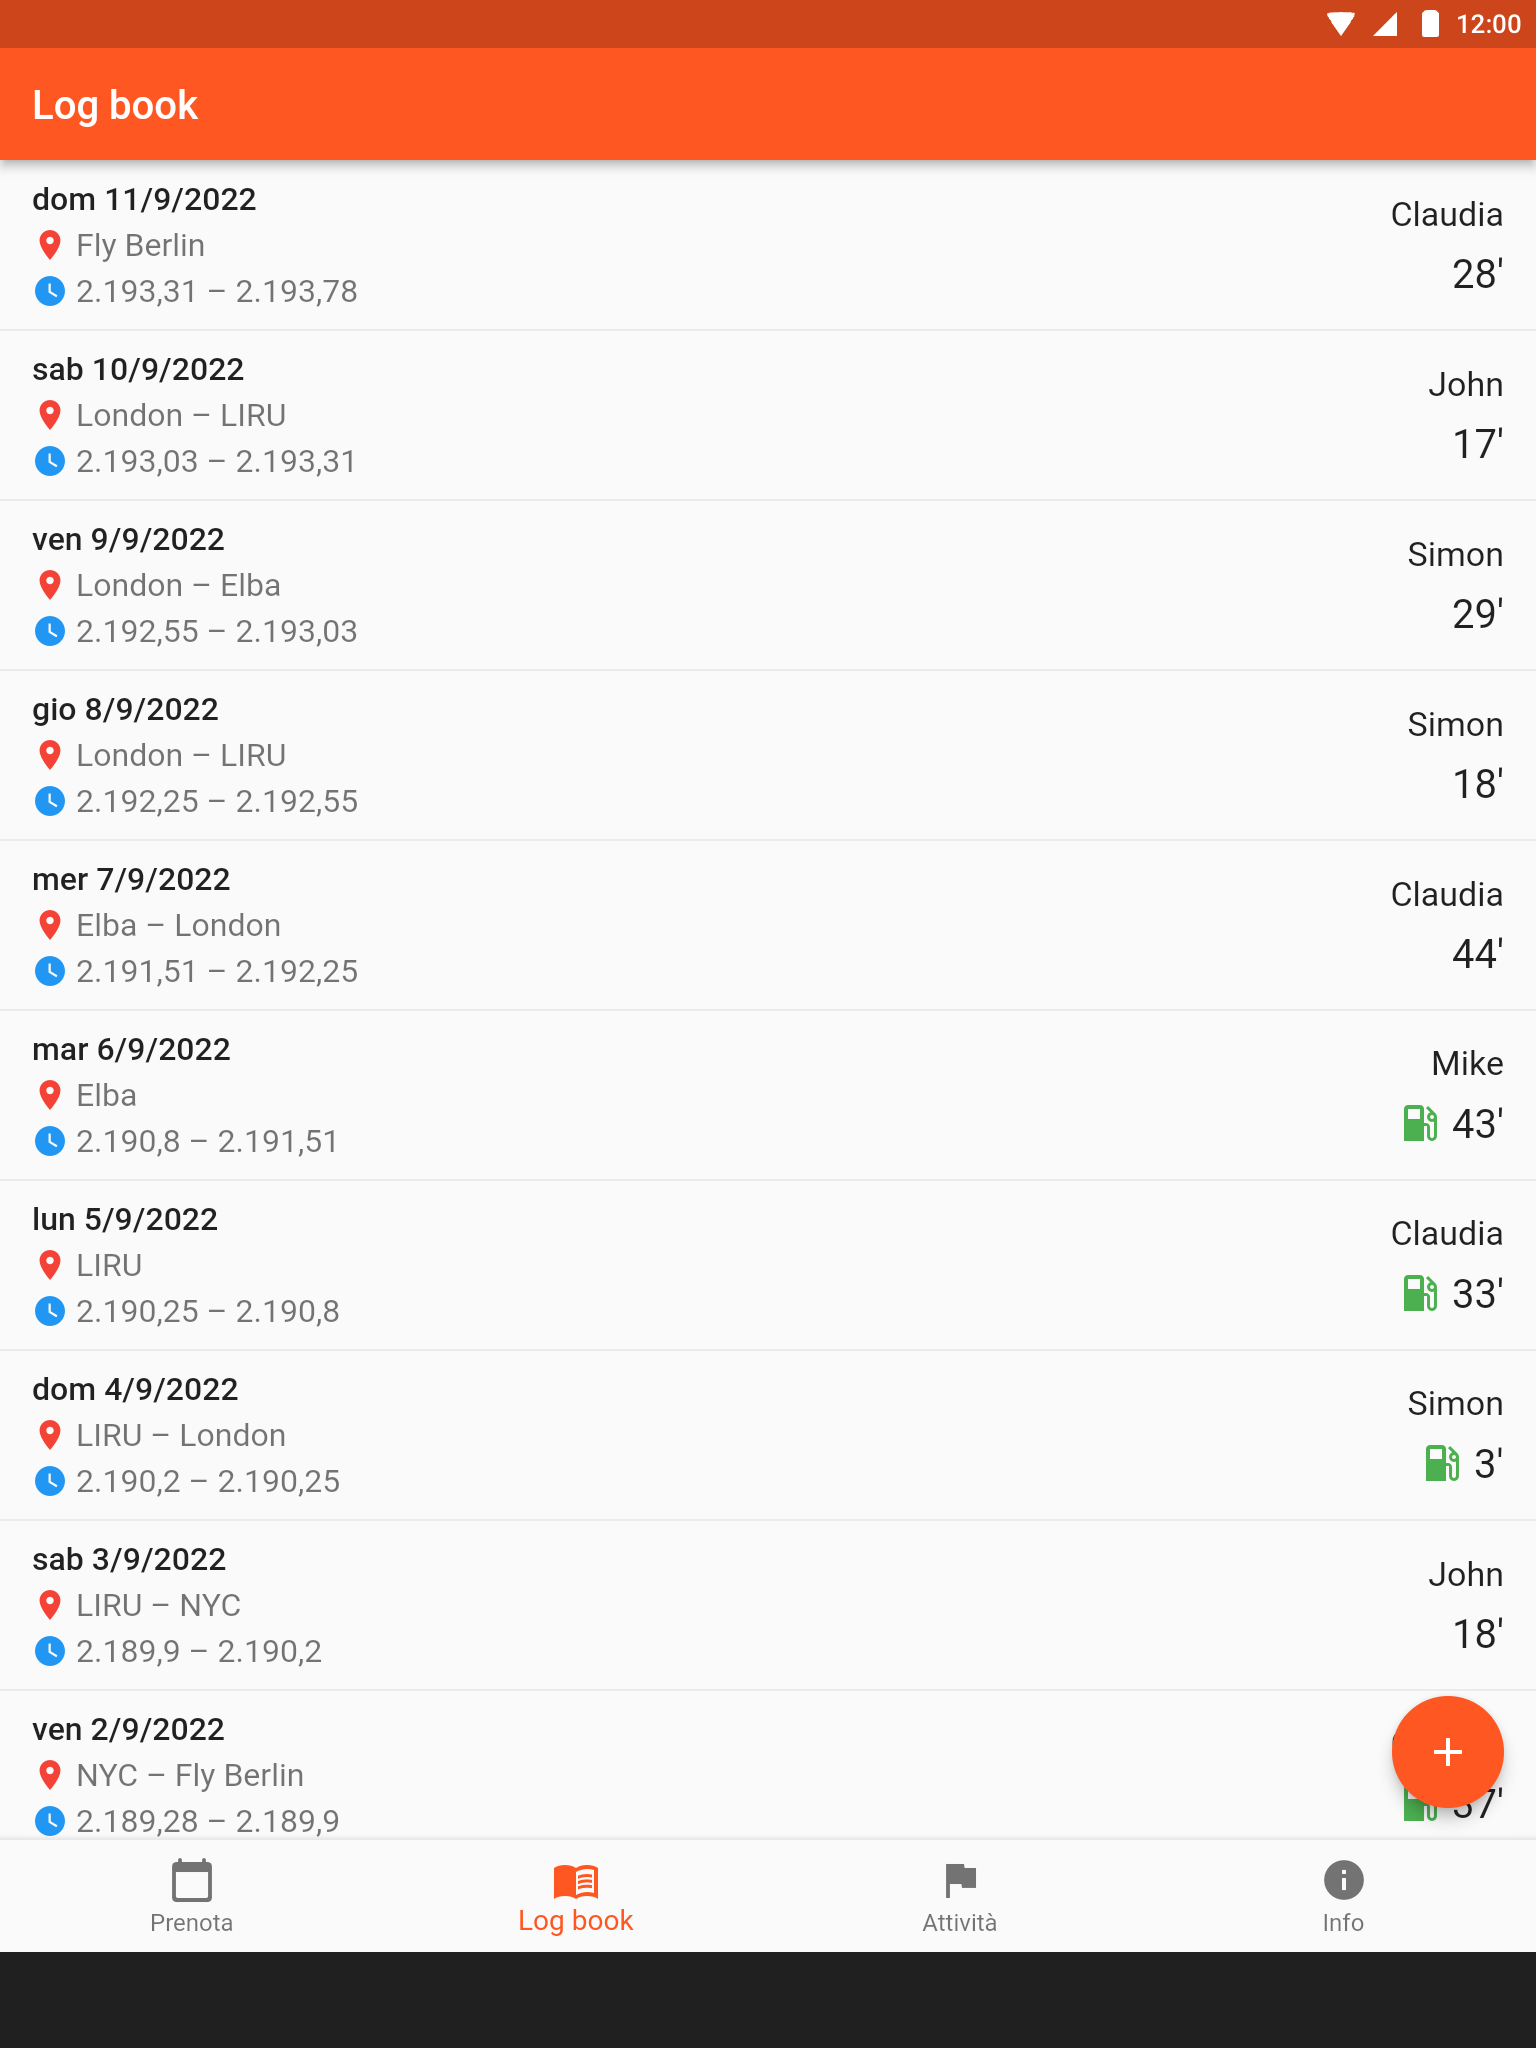 12:00
Log book
dom 11/9/2022
Claudia
Fly Berlin
28'
2.193,31 – 2.193,78
sab 10/9/2022
John
London – LIRU
17'
2.193,03 – 2.193,31
ven 9/9/2022
Simon
London – Elba
29'
2.192,55 – 2.193,03
gio 8/9/2022
Simon
London – LIRU
18'
2.192,25 – 2.192,55
mer 7/9/2022
Claudia
Elba – London
44'
2.191,51 – 2.192,25
mar 6/9/2022
Mike
Elba
43'
2.190,8 – 2.191,51
lun 5/9/2022
Claudia
LIRU
33'
2.190,25 – 2.190,8
dom 4/9/2022
Simon
LIRU – London
3'
2.190,2 – 2.190,25
sab 3/9/2022
John
LIRU – NYC
18'
2.189,9 – 2.190,2
ven 2/9/2022
NYC – Fly Berlin
2.189,28 – 2.189,9
Prenota
Log book
Attività
Info